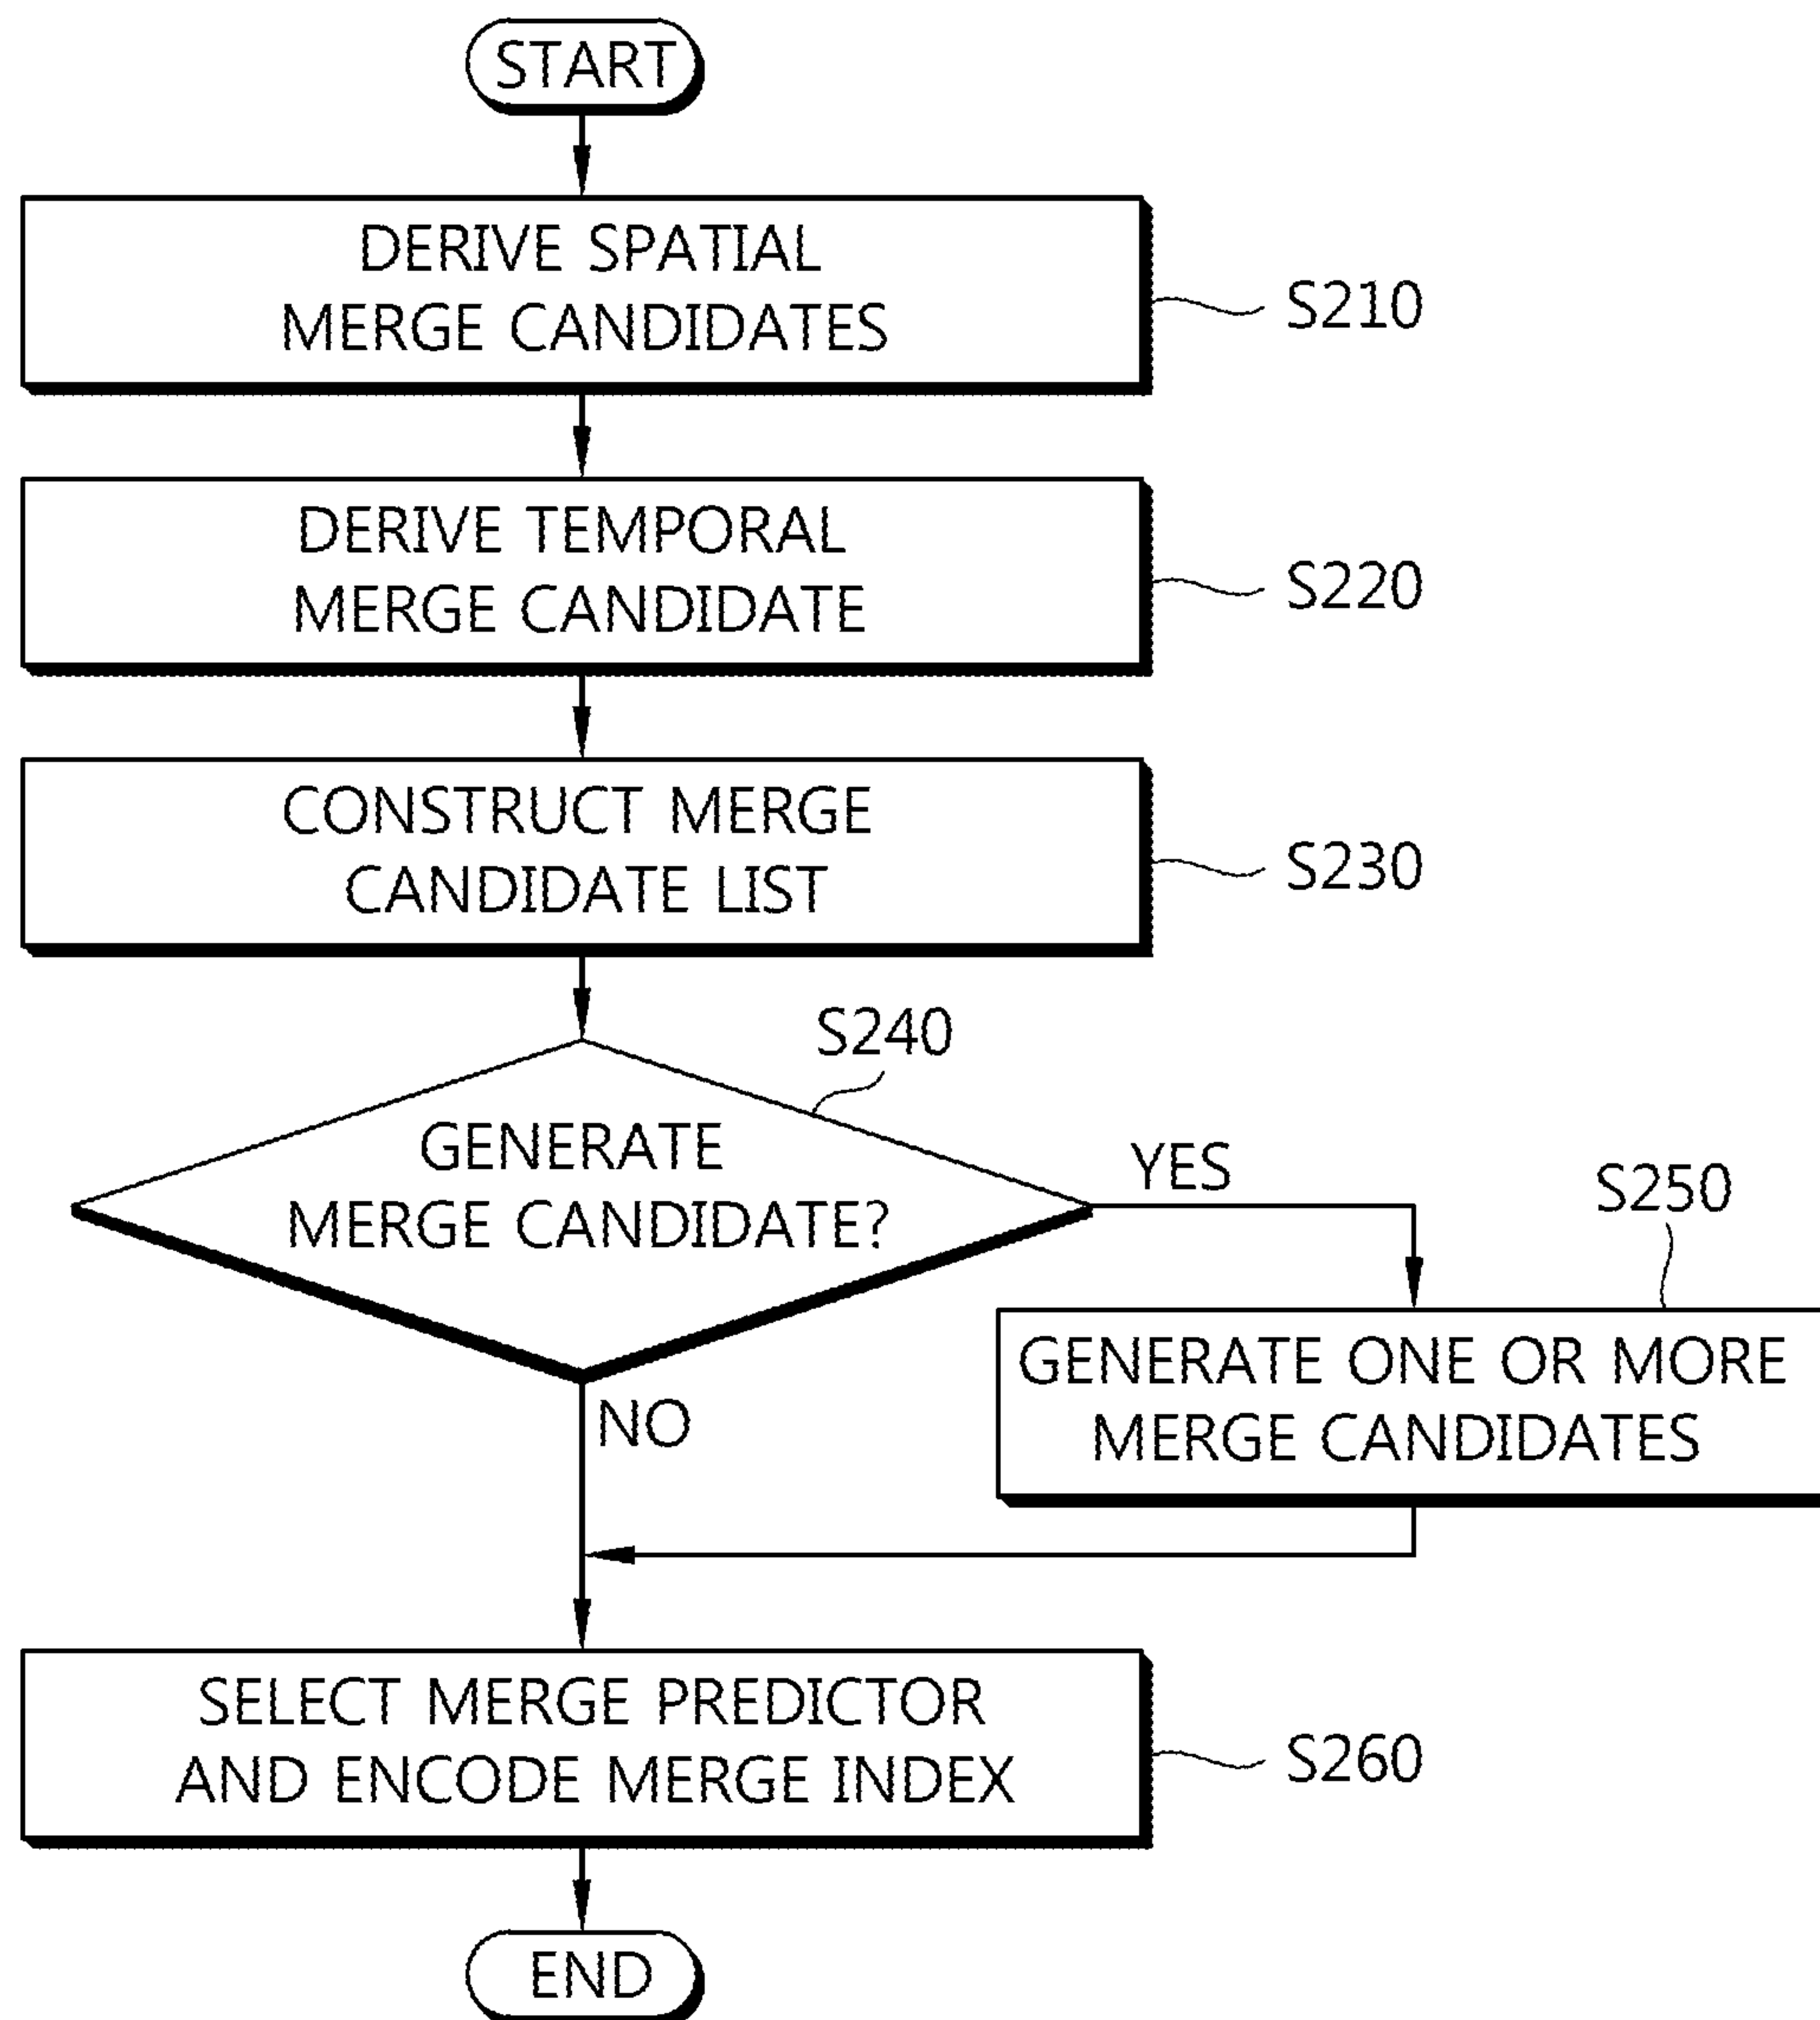 START
DERIVE SPATIAL
MERGE CANDIDATES
S210
DERIVE TEMPORAL
MERGE CANDIDATE
S220
CONSTRUCT MERGE
CANDIDATE LIST
S230
S240
GENERATE
MERGE CANDIDATE?
YES
S250
GENERATE ONE OR MORE
MERGE CANDIDATES
NO
SELECT MERGE PREDICTOR
AND ENCODE MERGE INDEX
S260
END